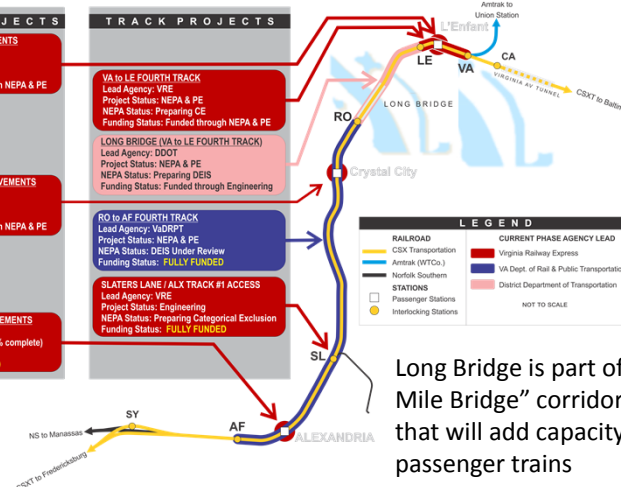 JECTS
ENTS
n NEPA & PE
VEMENTS
n NEPA & PE
EMENTS
% complete)
TRACK PROJECTS
VA to LE FOURTH TRACK
Lead Agency: VRE
Project Status: NEPA & PE
NEPA Status: Preparing CE
Funding Status: Funded through NEPA & PE
LONG BRIDGE (VA to LE FOURTH TRACK)
Lead Agency: DDOT
Project Status: NEPA & PE
NEPA Status: Preparing DEIS
Funding Status: Funded through Engineering
RO to AF FOURTH TRACK
Lead Agency: VaDRPT
Project Status: NEPA & PE
NEPA Status: DEIS Under Review
Funding Status: FULLY FUNDED
SLATERS LANE / ALX TRACK #1 ACCESS
Lead Agency: VRE
Project Status: Engineering
NEPA Status: Preparing Categorical Exclusion
Funding Status: FULLY FUNDED
Amtrak to
Union Station
L'Enfant
LE
VA
CA
VIRGINIA AV TUNNEL
CSXT to Baltim
LONG BRIDGE
RO
Crystal City
SL
AF
ALEXANDRIA
SY
NS to Manassas
CSXT to Fredericksburg
LEGEND
RAILROAD
CSX Transportation
Amtrak (WTCo.)
Norfolk Southern
STATIONS
Passenger Stations
Interlocking Stations
CURRENT PHASE AGENCY LEAD
Virginia Railway Express
VA Dept. of Rail & Public Transportatio
District Department of Transportation
NOT TO SCALE
Long Bridge is part of
Mile Bridge” corridor
that will add capacity
passenger trains